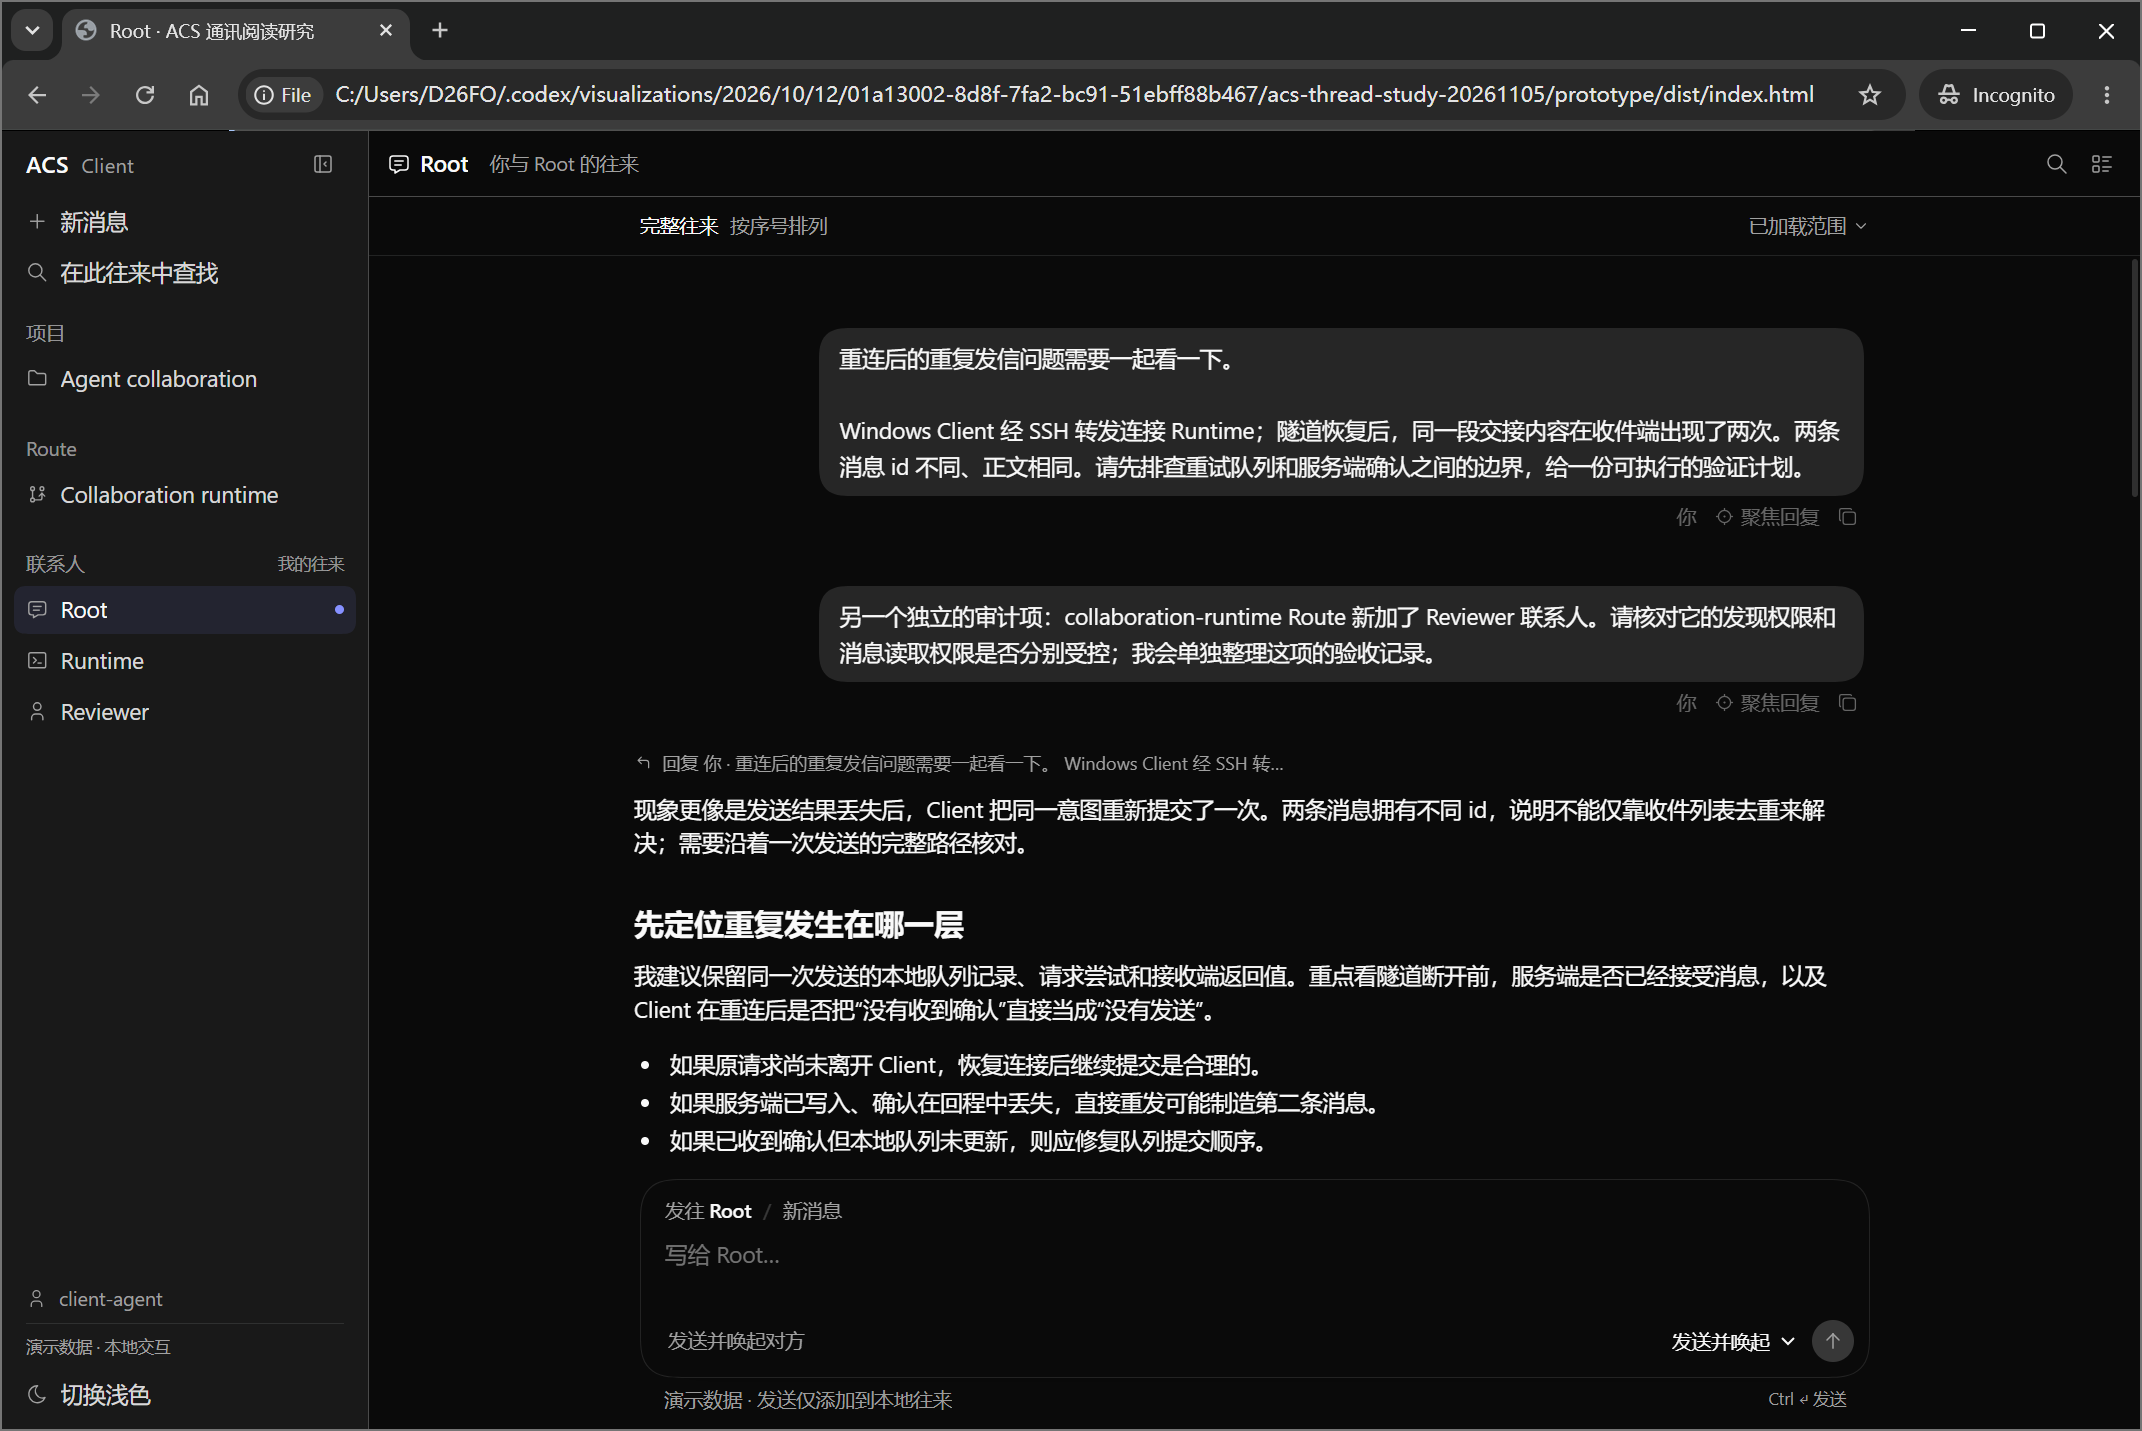 Root · ACS 通讯阅读研究
File
C:/Users/D26FO/.codex/visualizations/2026/10/12/01a13002-8d8f-7fa2-bc91-51ebff88b467/acs-thread-study-20261105/prototype/dist/index.html
Incognito
ACS Client
新消息
在此往来中查找
项目
Agent collaboration
Route
Collaboration runtime
联系人 我的往来
Root
Runtime
Reviewer
client-agent
演示数据 · 本地交互
切换浅色
Root 你与 Root 的往来
完整往来 按序号排列 已加载范围
重连后的重复发信问题需要一起看一下。
Windows Client 经 SSH 转发连接 Runtime；隧道恢复后，同一段交接内容在收件端出现了两次。两条
消息 id 不同、正文相同。请先排查重试队列和服务端确认之间的边界，给一份可执行的验证计划。
你 聚焦回复
另一个独立的审计项：collaboration-runtime Route 新加了 Reviewer 联系人。请核对它的发现权限和
消息读取权限是否分别受控；我会单独整理这项的验收记录。
你 聚焦回复
回复 你 · 重连后的重复发信问题需要一起看一下。 Windows Client 经 SSH 转...
现象更像是发送结果丢失后，Client 把同一意图重新提交了一次。两条消息拥有不同 id，说明不能仅靠收件列表去重来解
决；需要沿着一次发送的完整路径核对。
先定位重复发生在哪一层
我建议保留同一次发送的本地队列记录、请求尝试和接收端返回值。重点看隧道断开前，服务端是否已经接受消息，以及
Client 在重连后是否把“没有收到确认”直接当成“没有发送”。
• 如果原请求尚未离开 Client，恢复连接后继续提交是合理的。
• 如果服务端已写入、确认在回程中丢失，直接重发可能制造第二条消息。
• 如果已收到确认但本地队列未更新，则应修复队列提交顺序。
发往 Root / 新消息
写给 Root...
发送并唤起对方 发送并唤起
演示数据 · 发送仅添加到本地往来 Ctrl ↵ 发送